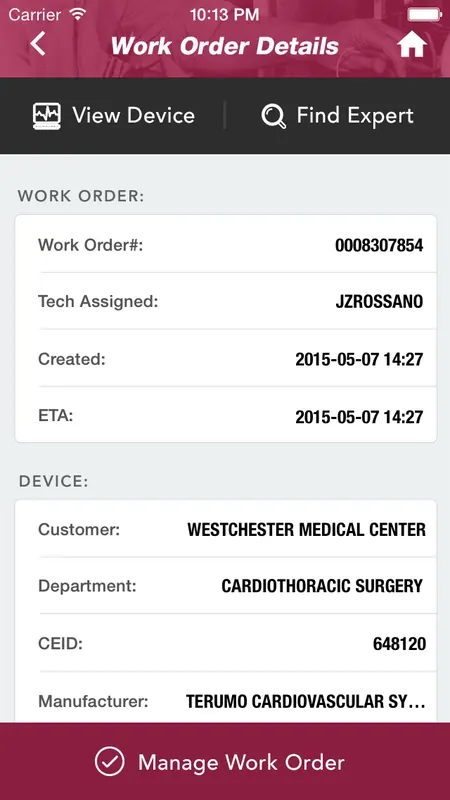 Carrier 10:13 PM
Work Order Details
View Device Find Expert
WORK ORDER:
Work Order#: 0008307854
Tech Assigned: JZROSSANO
Created: 2015-05-07 14:27
ETA: 2015-05-07 14:27
DEVICE:
Customer: WESTCHESTER MEDICAL CENTER
Department: CARDIOTHORACIC SURGERY
CEID: 648120
Manufacturer: TERUMO CARDIOVASCULAR SY...
Manage Work Order